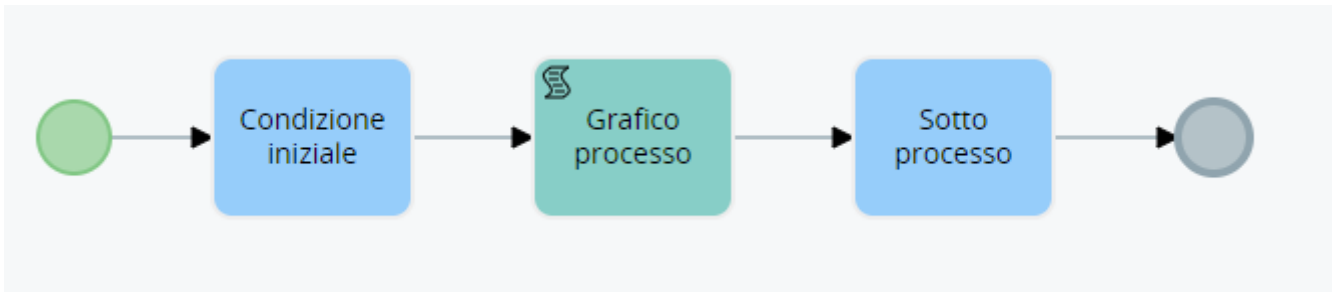 Condizione
iniziale
Grafico
processo
Sotto
processo